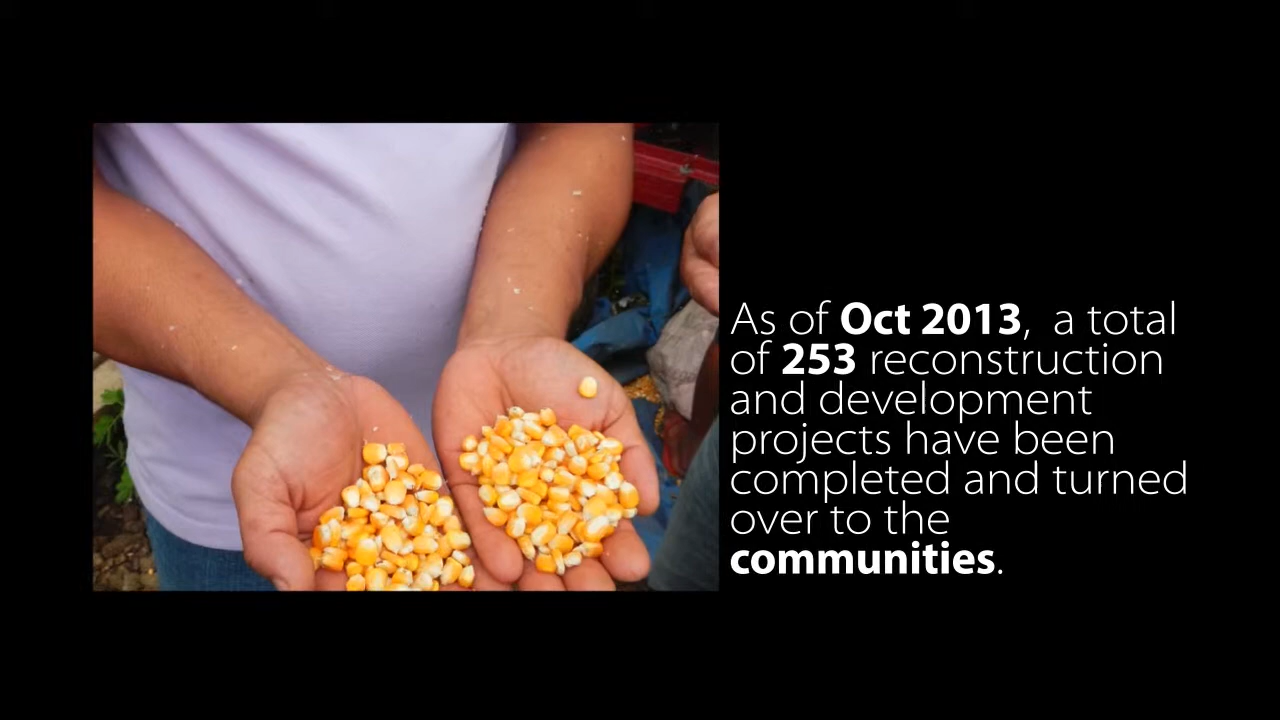 As of Oct 2013,  a total
of 253 reconstruction
and development
projects have been
completed and turned
over to the
communities.